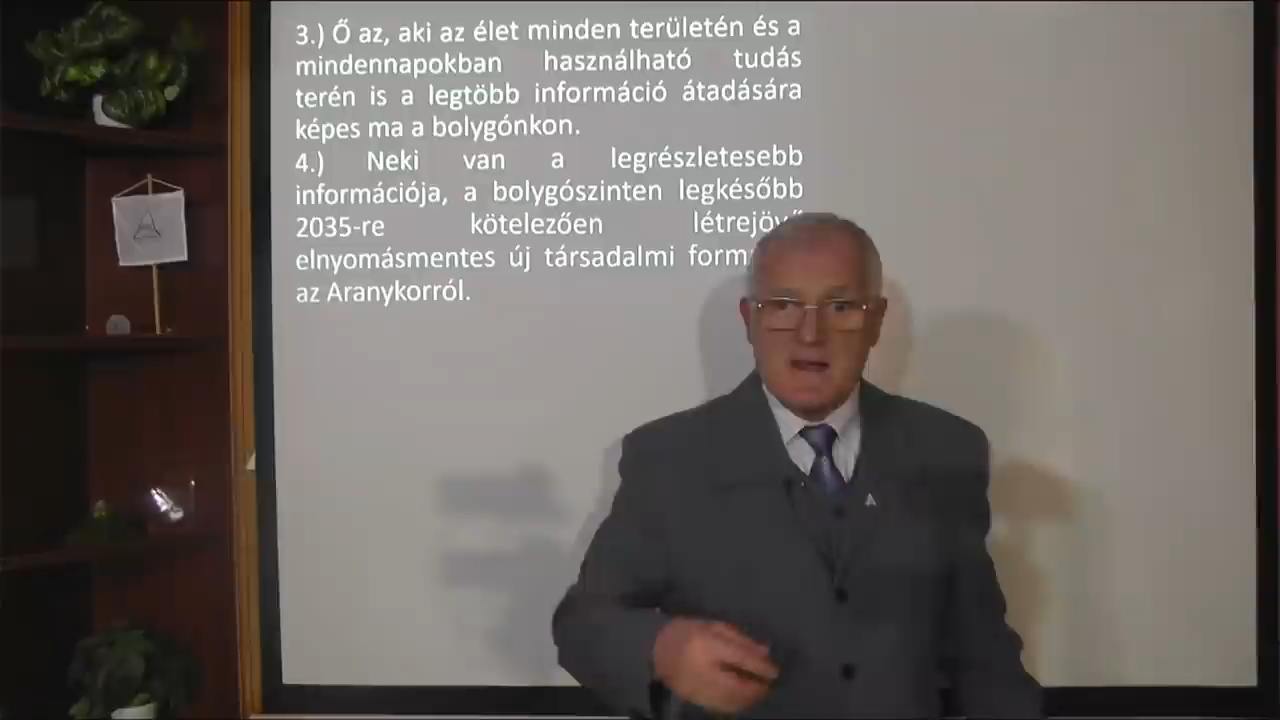 3.) Ő az, aki az élet minden területén és a
mindennapokban használható tudás
terén is a legtöbb információ átadására
képes ma a bolygónkon.
4.) Neki van a legrészletesebb
információja, a bolygószinten legkésőbb
2035-re kötelezően
elnyomásmentes új társadalmi
az Aranykorról.